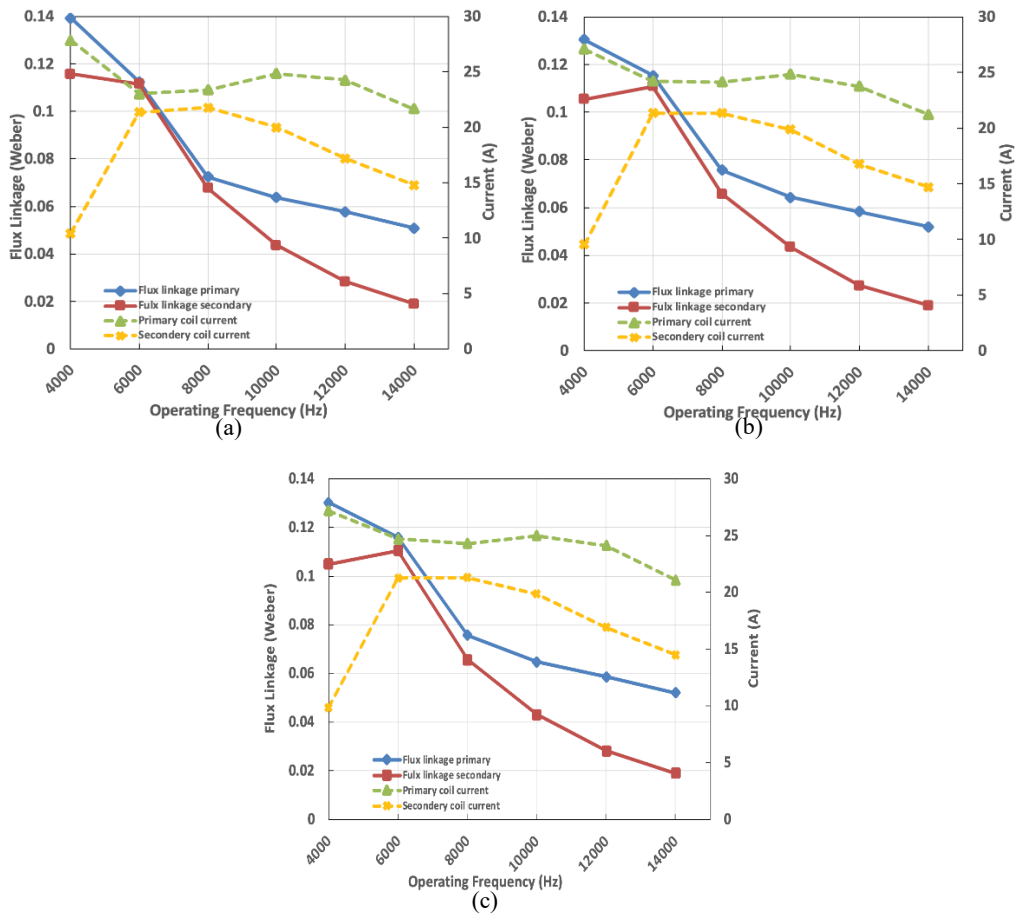 0.14
0.12
0.1
0.08
0.06
0.04
0.02
0
Flux Linkage (Weber)
30
25
20
15
10
5
0
Current (A)
Flux linkage primary
Fulx linkage secondary
Primary coil current
Secondery coil current
4000
6000
8000
10000
12000
14000
Operating Frequency (Hz)
(a)
0.14
0.12
0.1
0.08
0.06
0.04
0.02
0
Flux Linkage (Weber)
30
25
20
15
10
5
0
Current (A)
Flux linkage primary
Fulx linkage secondary
Primary coil current
Secondery coil current
4000
6000
8000
10000
12000
14000
Operating Frequency (Hz)
(b)
0.14
0.12
0.1
0.08
0.06
0.04
0.02
0
Flux Linkage (Weber)
30
25
20
15
10
5
0
Current (A)
Flux linkage primary
Fulx linkage secondary
Primary coil current
Secondery coil current
4000
6000
8000
10000
12000
14000
Operating Frequency (Hz)
(c)